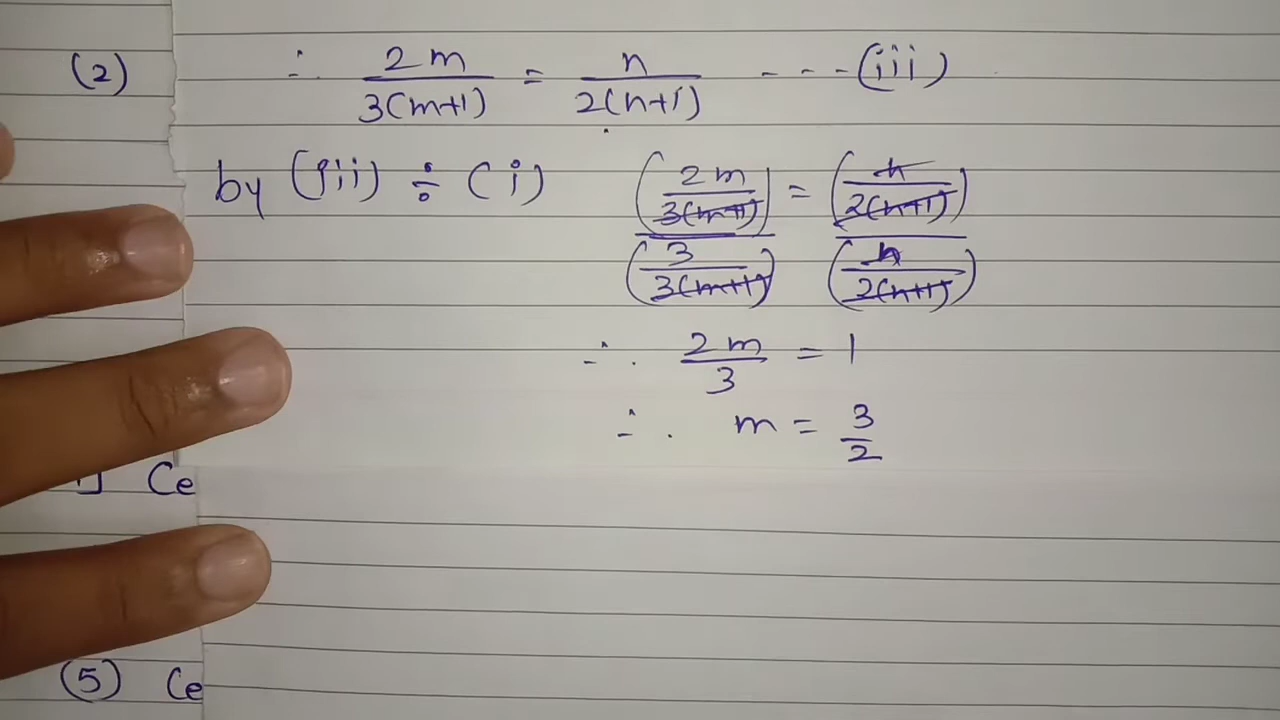 (2) ∴ 2m/3(m+1) = n/2(n+1) ---(iii)
by (iii) ÷ (i) (2m/3(m+1))/(3/3(m+1)) = (n/2(n+1))/(n/2(n+1))
∴ 2m/3 = 1
∴ m = 3/2
Ce
(5) Ce